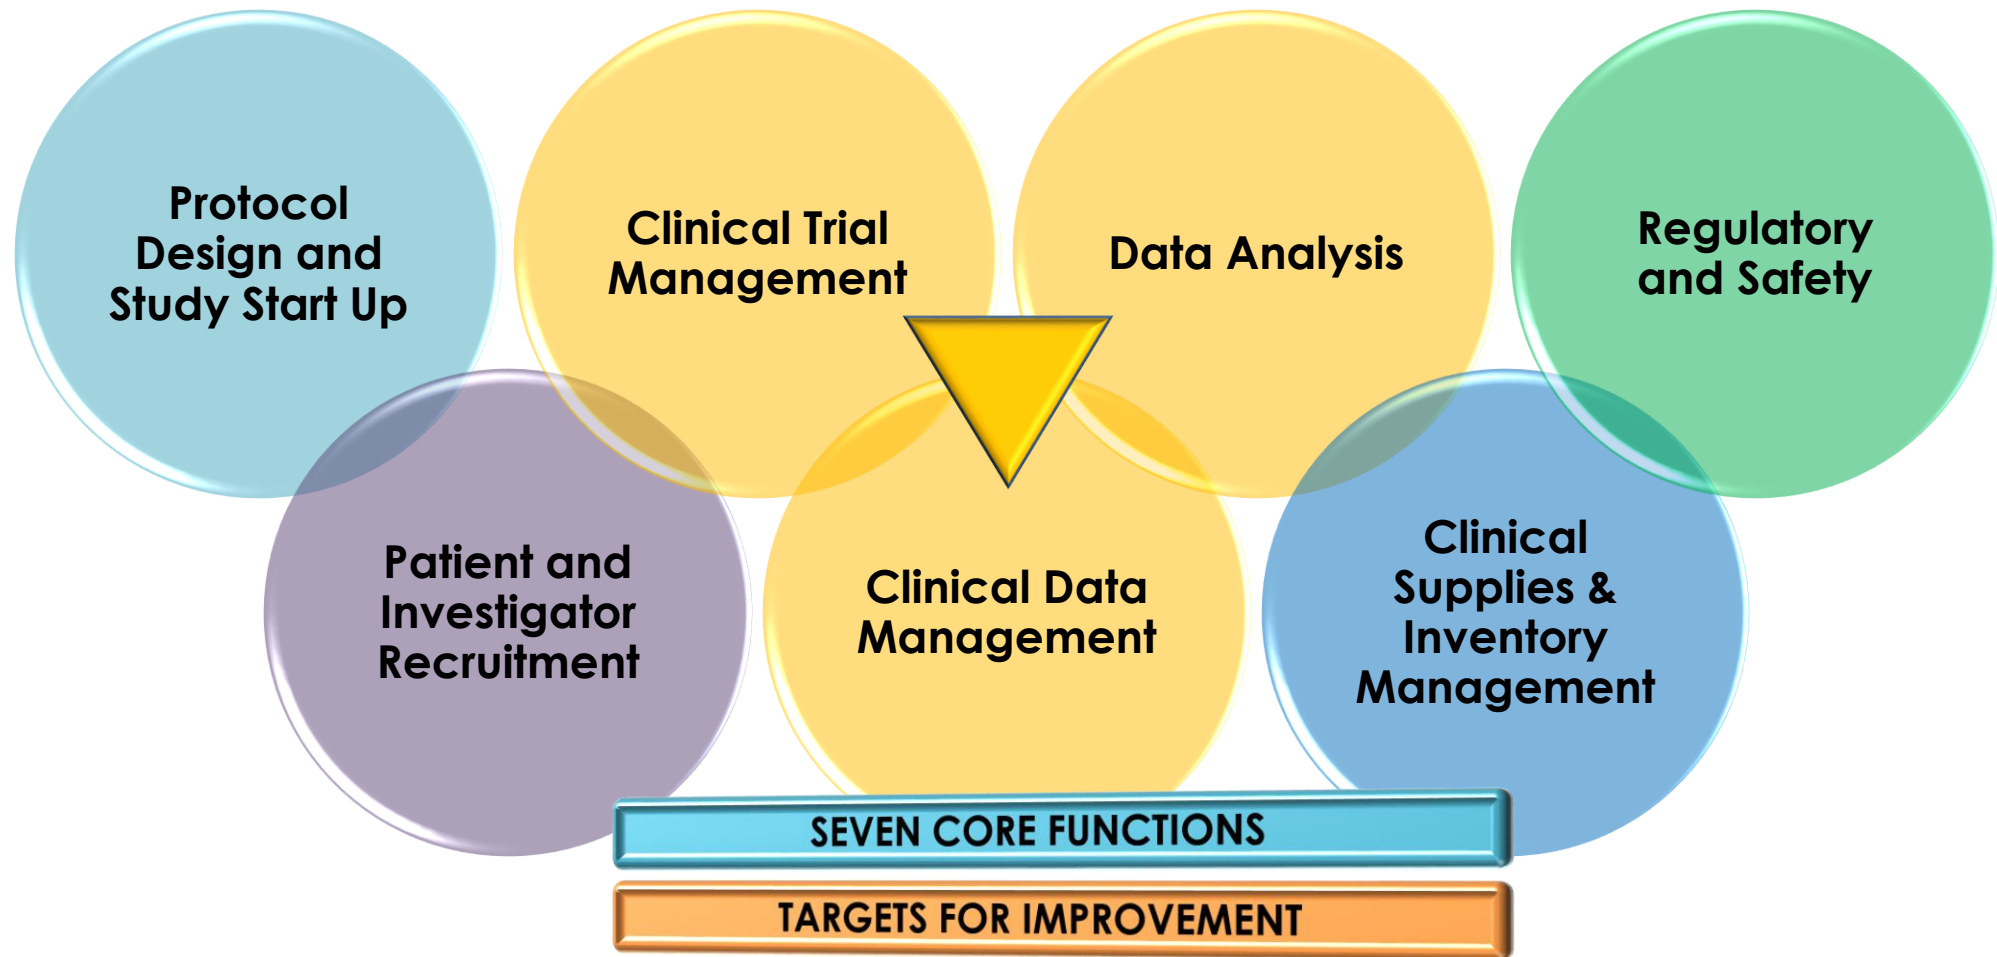 Protocol
Design and
Study Start Up
Clinical Trial
Management
Data Analysis
Regulatory
and Safety
Patient and
Investigator
Recruitment
Clinical Data
Management
Clinical
Supplies &
Inventory
Management
SEVEN CORE FUNCTIONS
TARGETS FOR IMPROVEMENT